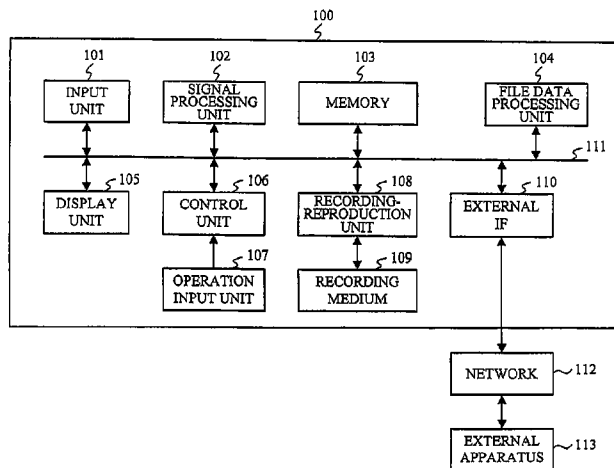 100
101
102
103
104
INPUT
UNIT
SIGNAL
PROCESSING
UNIT
MEMORY
FILE DATA
PROCESSING
UNIT
111
105
106
108
110
DISPLAY
UNIT
CONTROL
UNIT
RECORDING-
REPRODUCTION
UNIT
EXTERNAL
IF
107
109
OPERATION
INPUT UNIT
RECORDING
MEDIUM
NETWORK
112
EXTERNAL
APPARATUS
113